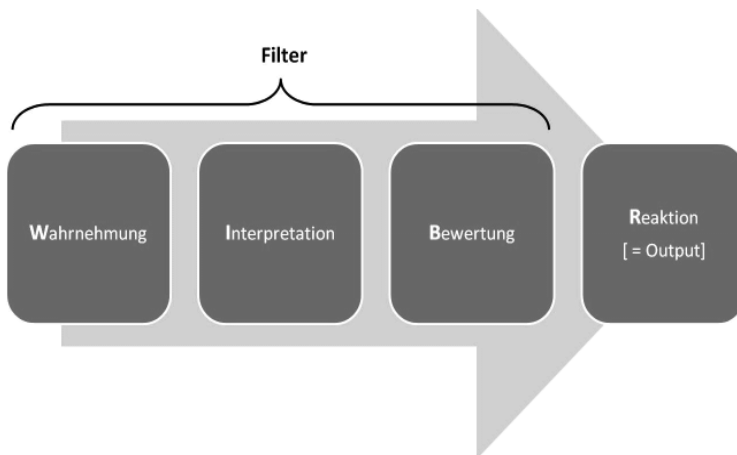 Filter
Wahrnehmung
Interpretation
Bewertung
Reaktion
[ = Output]